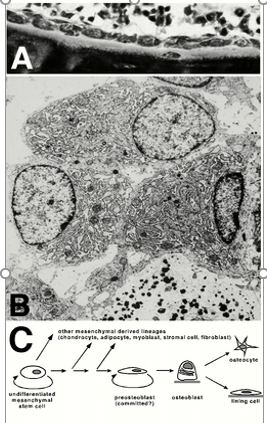 A
B
C
other mesenchymal derived lineages
(chondrocyte, adipocyte, myoblast, stromal cell, fibroblast)
undifferentiated
mesenchymal
stem cell
preosteoblast
(committed?)
osteoblast
osteocyte
lining cell